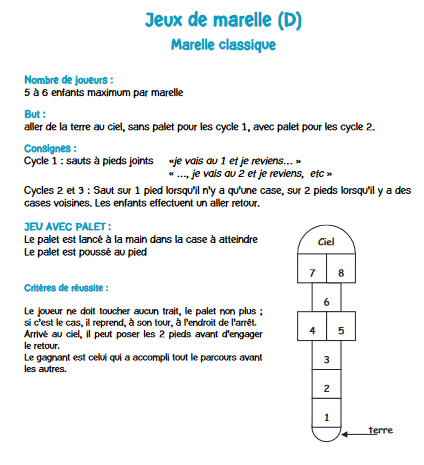 Jeux de marelle (D)
Marelle classique
Nombre de joueurs :
5 à 6 enfants maximum par marelle
But :
aller de la terre au ciel, sans palet pour les cycle 1, avec palet pour les cycle 2.
Consignes :
Cycle 1 : sauts à pieds joints «je vais au 1 et je reviens... »
« ..., je vais au 2 et je reviens, etc »
Cycles 2 et 3 : Saut sur 1 pied lorsqu'il n'y a qu'une case, sur 2 pieds lorsqu'il y a des
cases voisines. Les enfants effectuent un aller retour.
JEU AVEC PALET :
Le palet est lancé à la main dans la case à atteindre
Le palet est poussé au pied
Critères de réussite :
Le joueur ne doit toucher aucun trait, le palet non plus ;
si c'est le cas, il reprend, à son tour, à l'endroit de l'arrêt.
Arrivé au ciel, il peut poser les 2 pieds avant d'engager
le retour.
Le gagnant est celui qui a accompli tout le parcours avant
les autres.
Ciel
7 8
6
4 5
3
2
1
terre